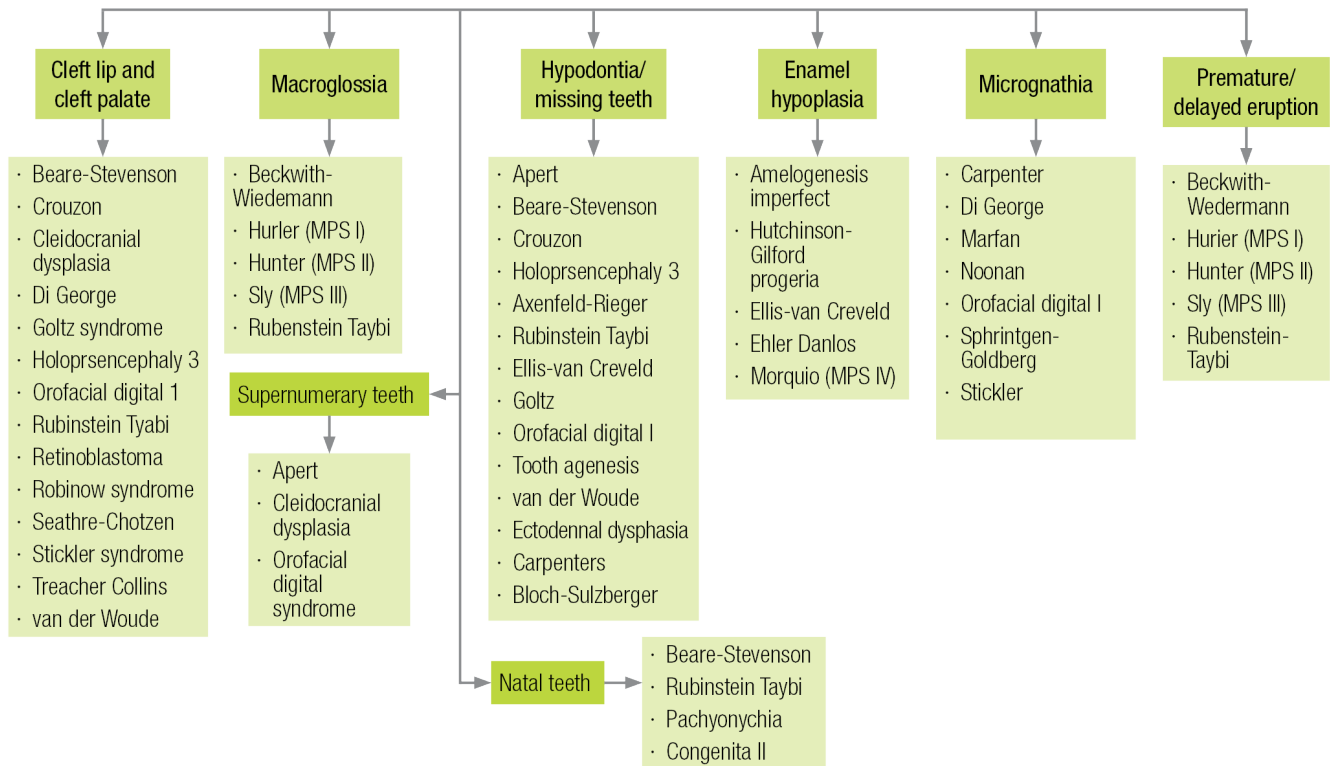 Cleft lip and
cleft palate
· Beare-Stevenson
· Crouzon
· Cleidocranial
dysplasia
· Di George
· Goltz syndrome
· Holoprsencephaly 3
· Orofacial digital 1
· Rubinstein Tyabi
· Retinoblastoma
· Robinow syndrome
· Seathre-Chotzen
· Stickler syndrome
· Treacher Collins
· van der Woude
Macroglossia
· Beckwith-
Wiedemann
· Hurler (MPS I)
· Hunter (MPS II)
· Sly (MPS III)
· Rubenstein Taybi
Supernumerary teeth
· Apert
· Cleidocranial
dysplasia
· Orofacial
digital
syndrome
Hypodontia/
missing teeth
· Apert
· Beare-Stevenson
· Crouzon
· Holoprsencephaly 3
· Axenfeld-Rieger
· Rubinstein Taybi
· Ellis-van Creveld
· Goltz
· Orofacial digital I
· Tooth agenesis
· van der Woude
· Ectodennal dysphasia
· Carpenters
· Bloch-Sulzberger
Natal teeth
· Beare-Stevenson
· Rubinstein Taybi
· Pachyonychia
· Congenita II
Enamel
hypoplasia
· Amelogenesis
imperfect
· Hutchinson-
Gilford
progeria
· Ellis-van Creveld
· Ehler Danlos
· Morquio (MPS IV)
Micrognathia
· Carpenter
· Di George
· Marfan
· Noonan
· Orofacial digital I
· Sphrintgen-
Goldberg
· Stickler
Premature/
delayed eruption
· Beckwith-
Wedermann
· Hurier (MPS I)
· Hunter (MPS II)
· Sly (MPS III)
· Rubenstein-
Taybi